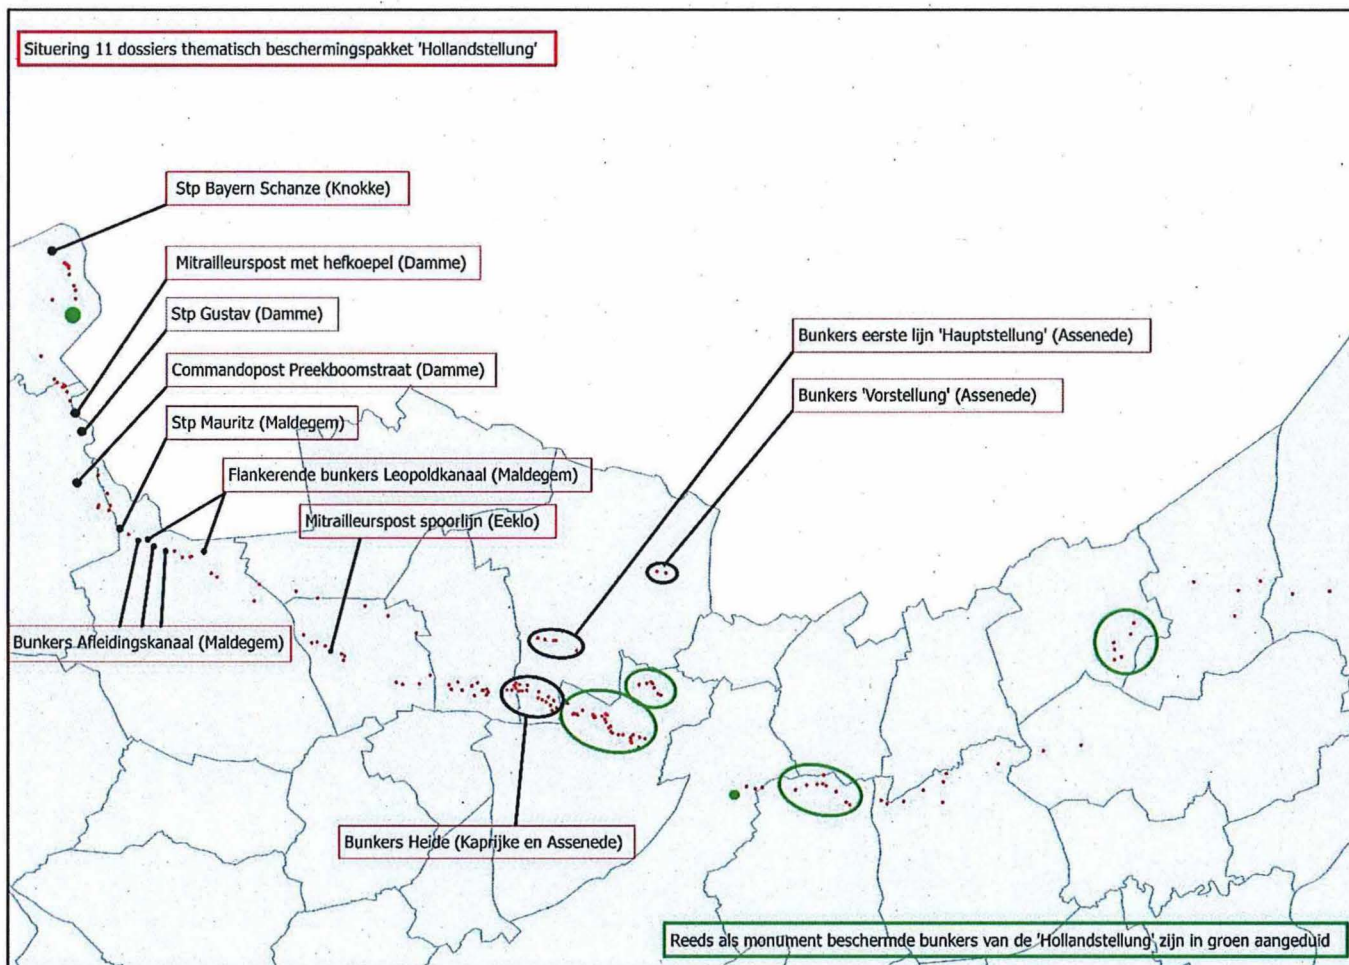 Situering 11 dossiers thematisch beschermingspakket 'Hollandstellung'
Stp Bayern Schanze (Knokke)
Mitrailleurspost met hefkoepel (Damme)
Stp Gustav (Damme)
Bunkers eerste lijn 'Hauptstellung' (Assenede)
Commandopost Preekboomstraat (Damme)
Bunkers 'Vorstellung' (Assenede)
Stp Mauritz (Maldegem)
Flankerende bunkers Leopoldkanaal (Maldegem)
Mitrailleurspost spoorlijn (Eeklo)
Bunkers Afleidingskanaal (Maldegem)
Bunkers Heide (Kaprijke en Assenede)
Reeds als monument beschermde bunkers van de 'Hollandstellung' zijn in groen aangeduid